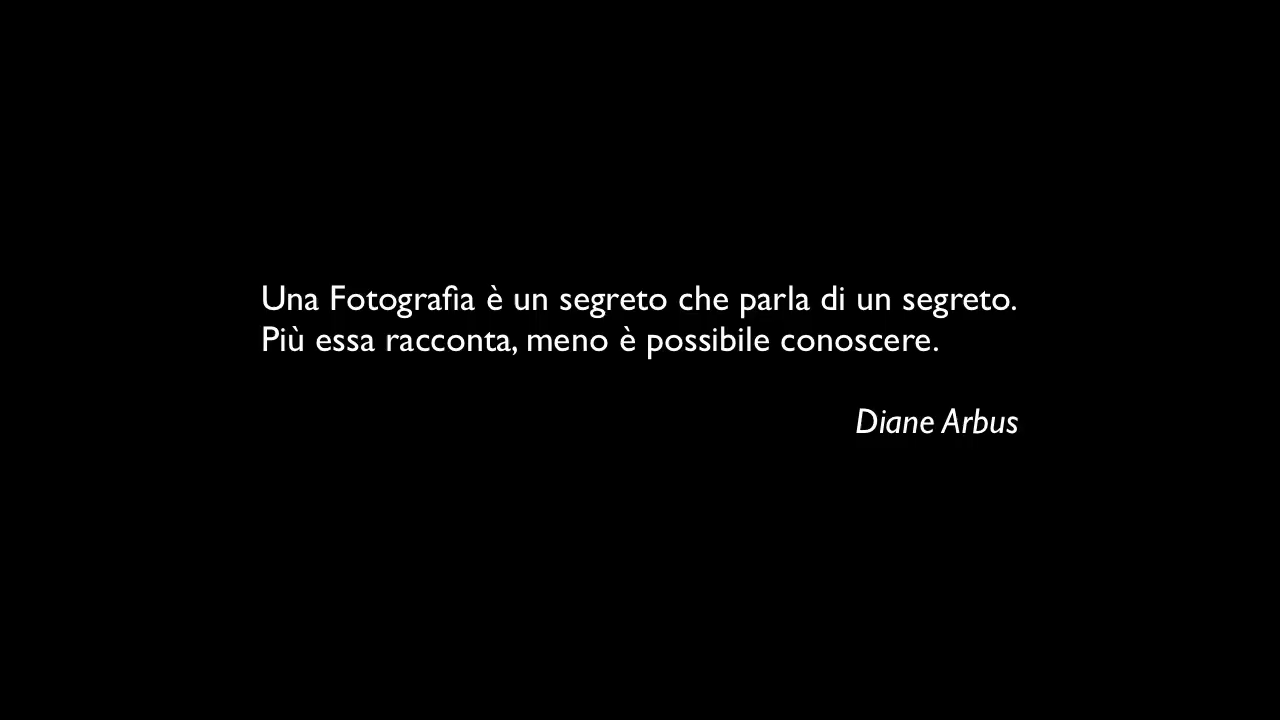 Una Fotografia è un segreto che parla di un segreto.
Più essa racconta, meno è possibile conoscere.
Diane Arbus